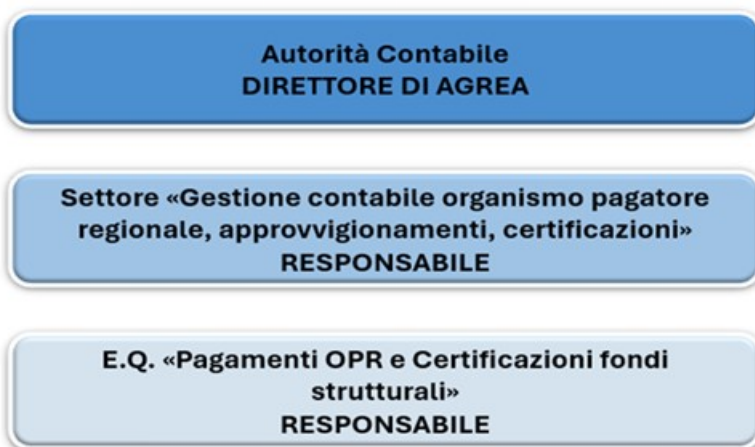 Autorità Contabile
DIRETTORE DI AGREA
Settore «Gestione contabile organismo pagatore
regionale, approvvigionamenti, certificazioni»
RESPONSABILE
E.Q. «Pagamenti OPR e Certificazioni fondi
strutturali»
RESPONSABILE